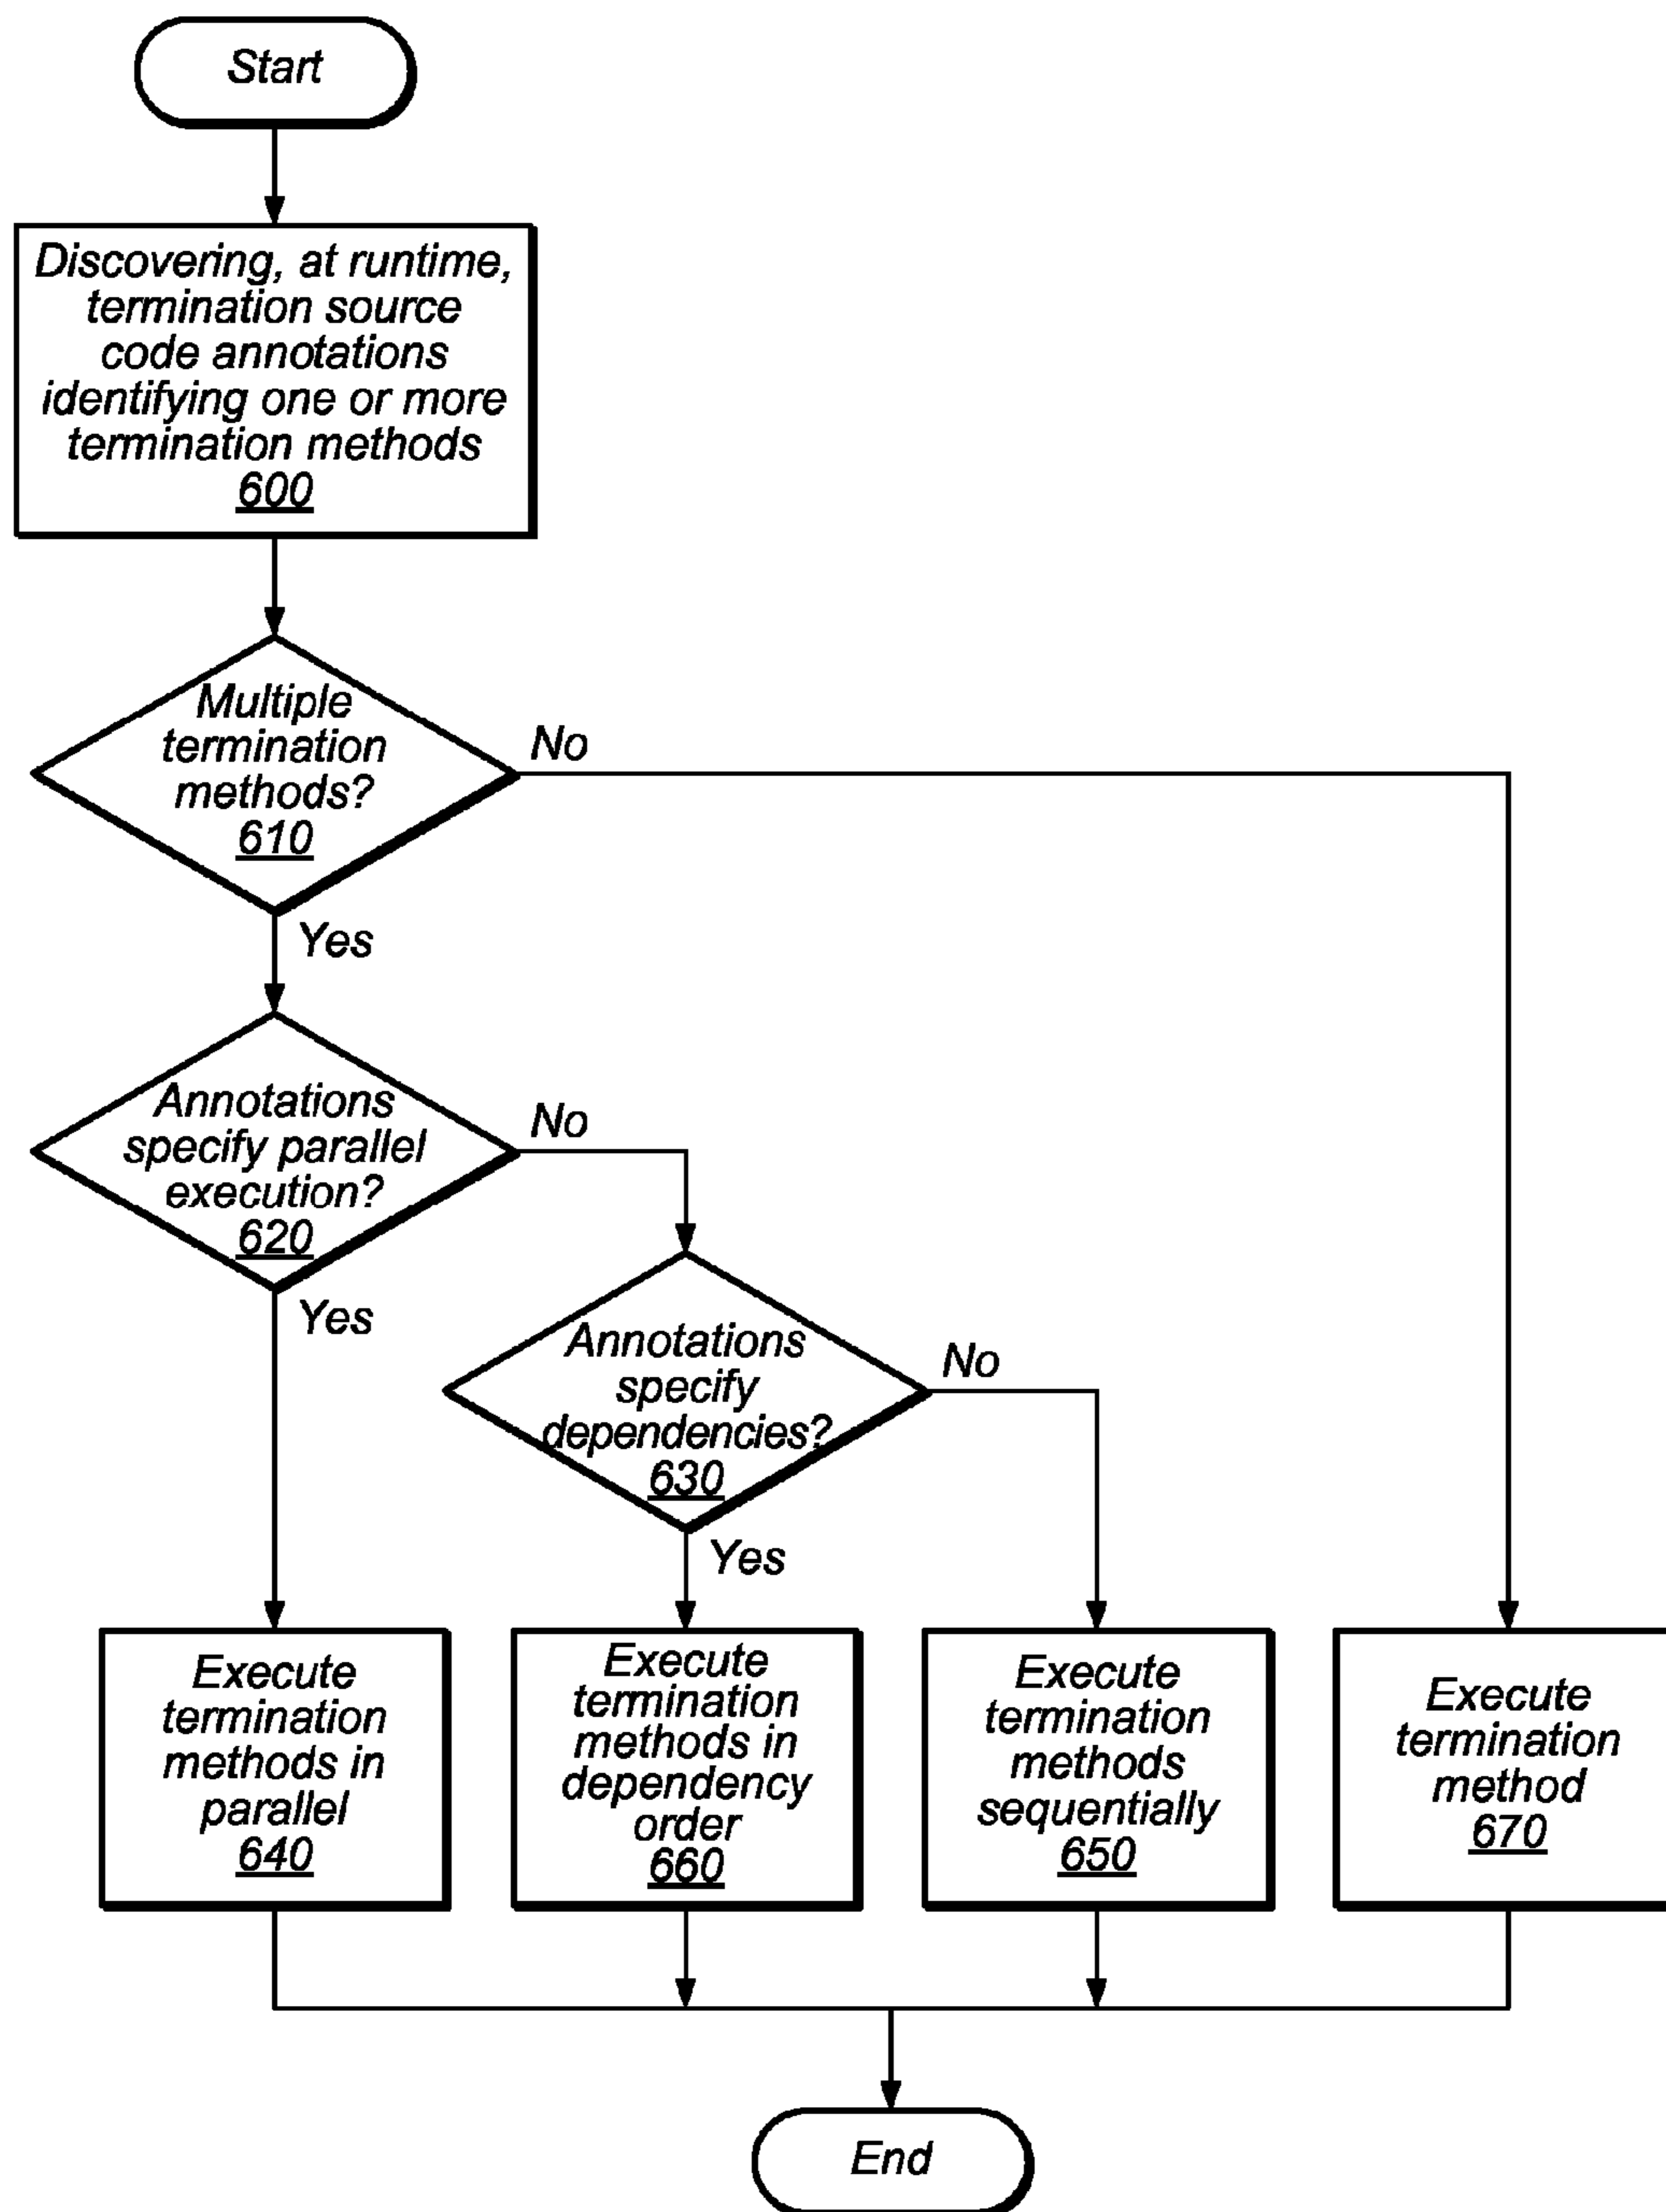 Start
Discovering, at runtime,
termination source
code annotations
identifying one or more
termination methods
600
Multiple
termination
methods?
610
No
Yes
Annotations
specify parallel
execution?
620
No
Yes
Annotations
specify
dependencies?
630
No
Yes
Execute
termination
methods in
parallel
640
Execute
termination
methods in
dependency
order
660
Execute
termination
methods
sequentially
650
Execute
termination
method
670
End